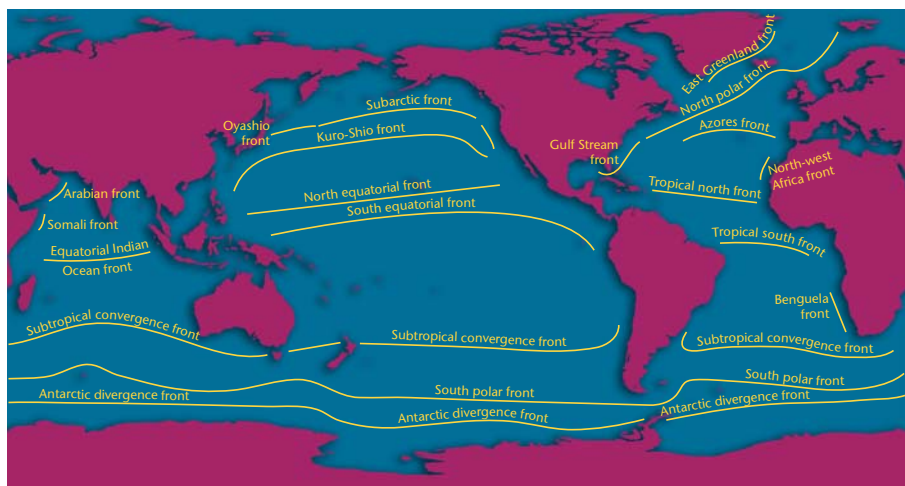 East Greenland front
North polar front
Subarctic front
Oyashio
front
Kuro-Shio front
Azores front
Gulf Stream
front
North-west
Africa front
Arabian front
North equatorial front
Tropical north front
South equatorial front
Somali front
Tropical south front
Equatorial Indian
Ocean front
Benguela
front
Subtropical convergence front
Subtropical convergence front
Subtropical convergence front
South polar front
South polar front
Antarctic divergence front
Antarctic divergence front
Antarctic divergence front